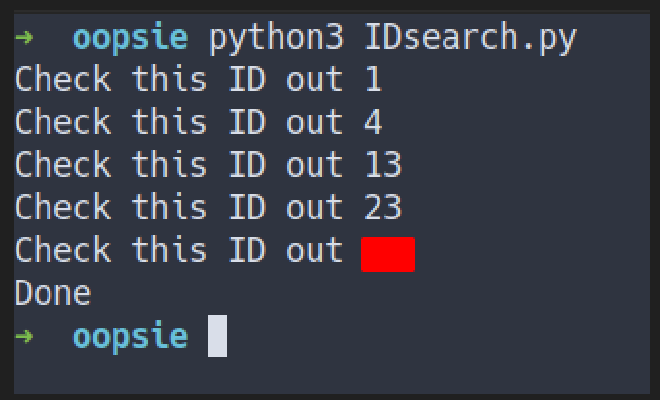 ➜ oopsie python3 IDsearch.py
Check this ID out 1
Check this ID out 4
Check this ID out 13
Check this ID out 23
Check this ID out
Done
➜ oopsie